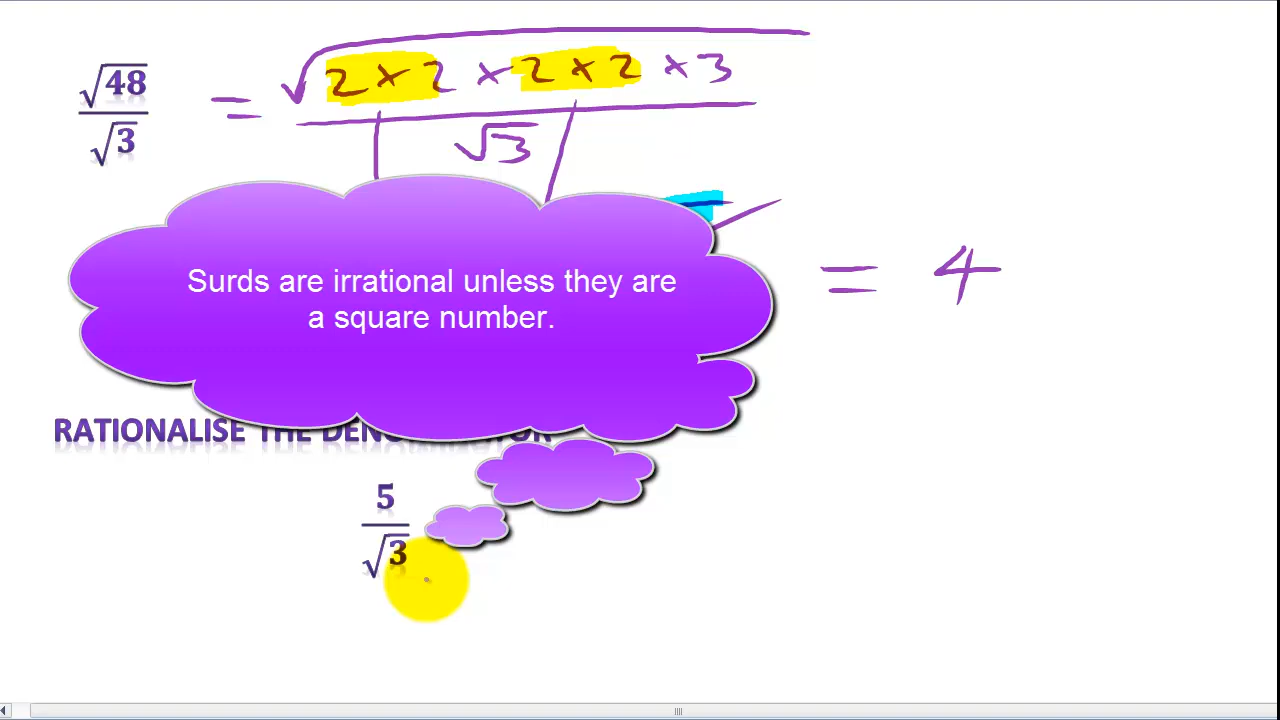 √48 / √3 = √2 × 2 × 2 × 2 × 3 / √3
Surds are irrational unless they are
a square number.
= 4
RATIONALISE THE
5 / √3